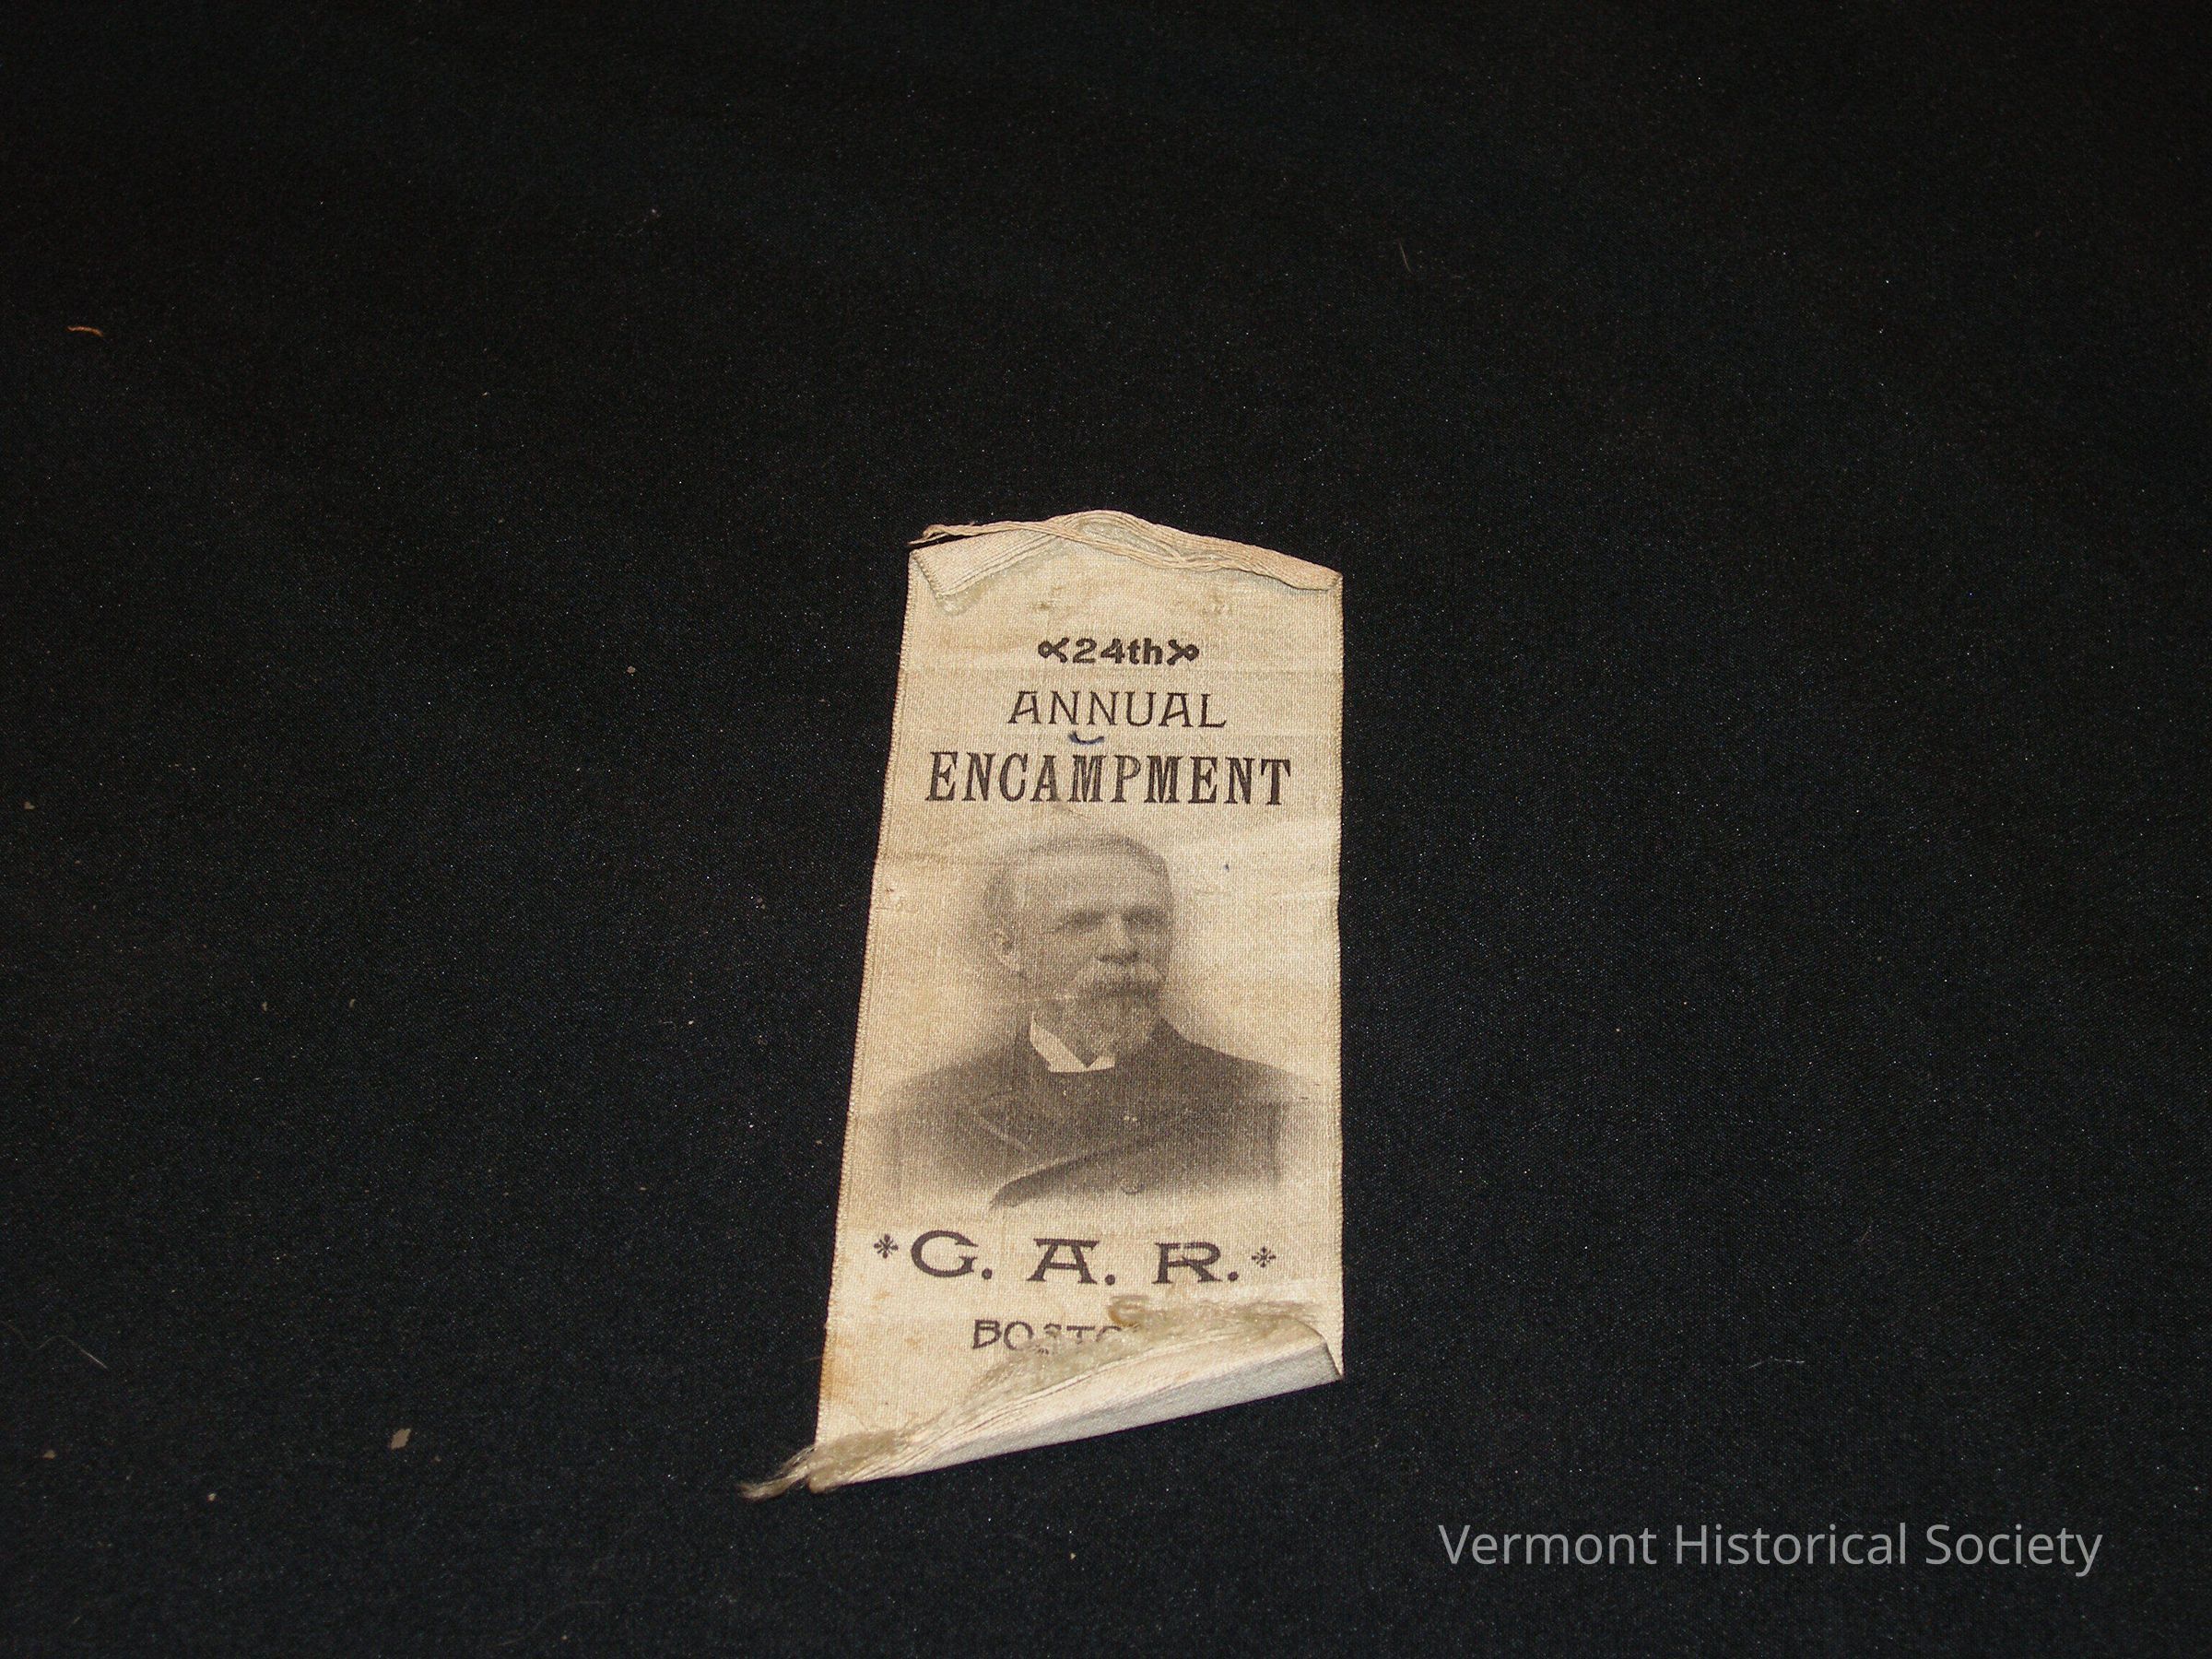 24th
ANNUAL
ENCAMPMENT
G. A. R.
Vermont Historical Society